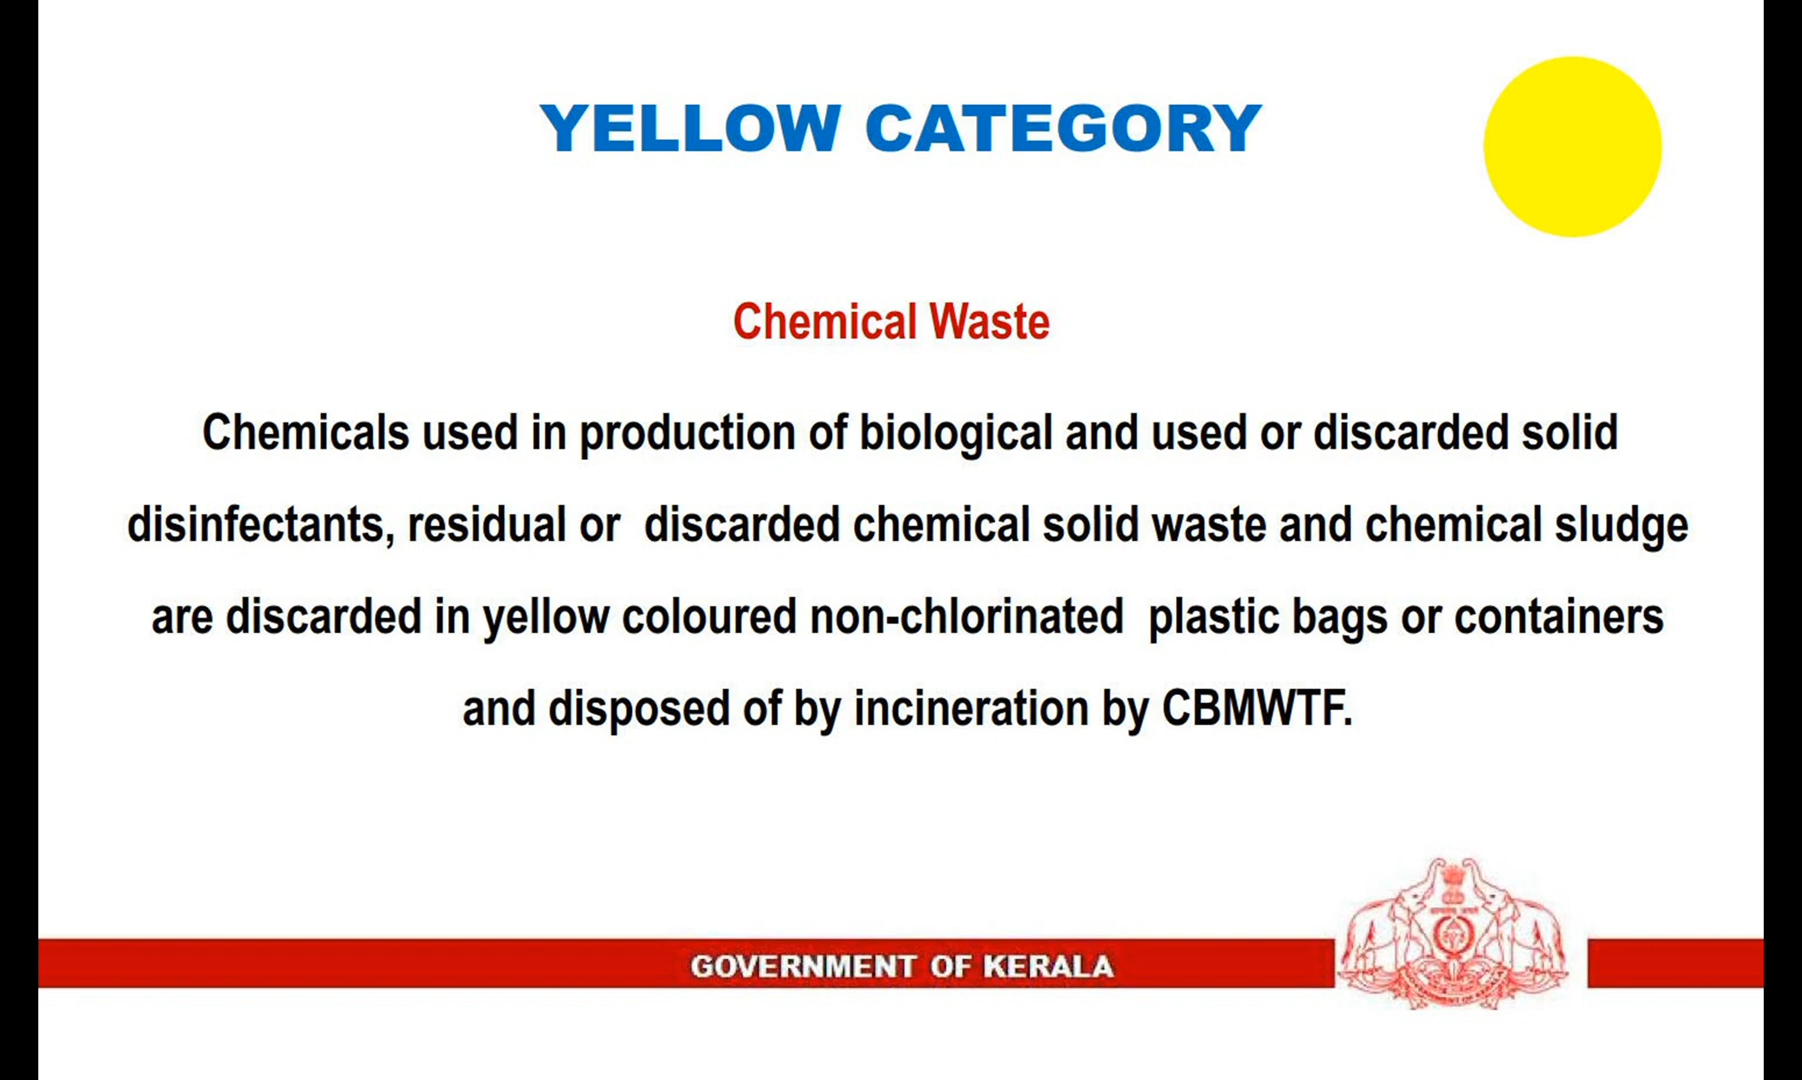 YELLOW CATEGORY
Chemical Waste
Chemicals used in production of biological and used or discarded solid
disinfectants, residual or discarded chemical solid waste and chemical sludge
are discarded in yellow coloured non-chlorinated plastic bags or containers
and disposed of by incineration by CBMWTF.
GOVERNMENT OF KERALA